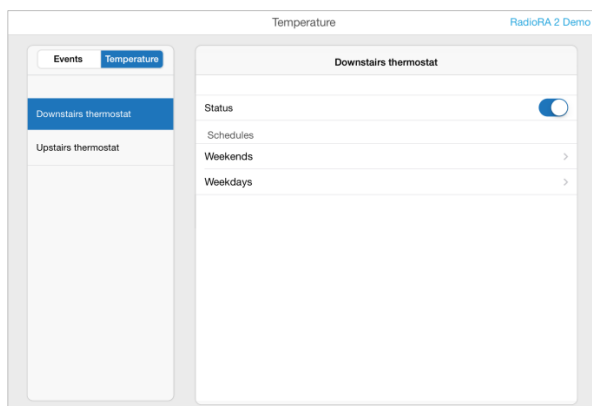 Temperature
RadioRA 2 Demo
Events
Temperature
Downstairs thermostat
Upstairs thermostat
Downstairs thermostat
Status
Schedules
Weekends
Weekdays